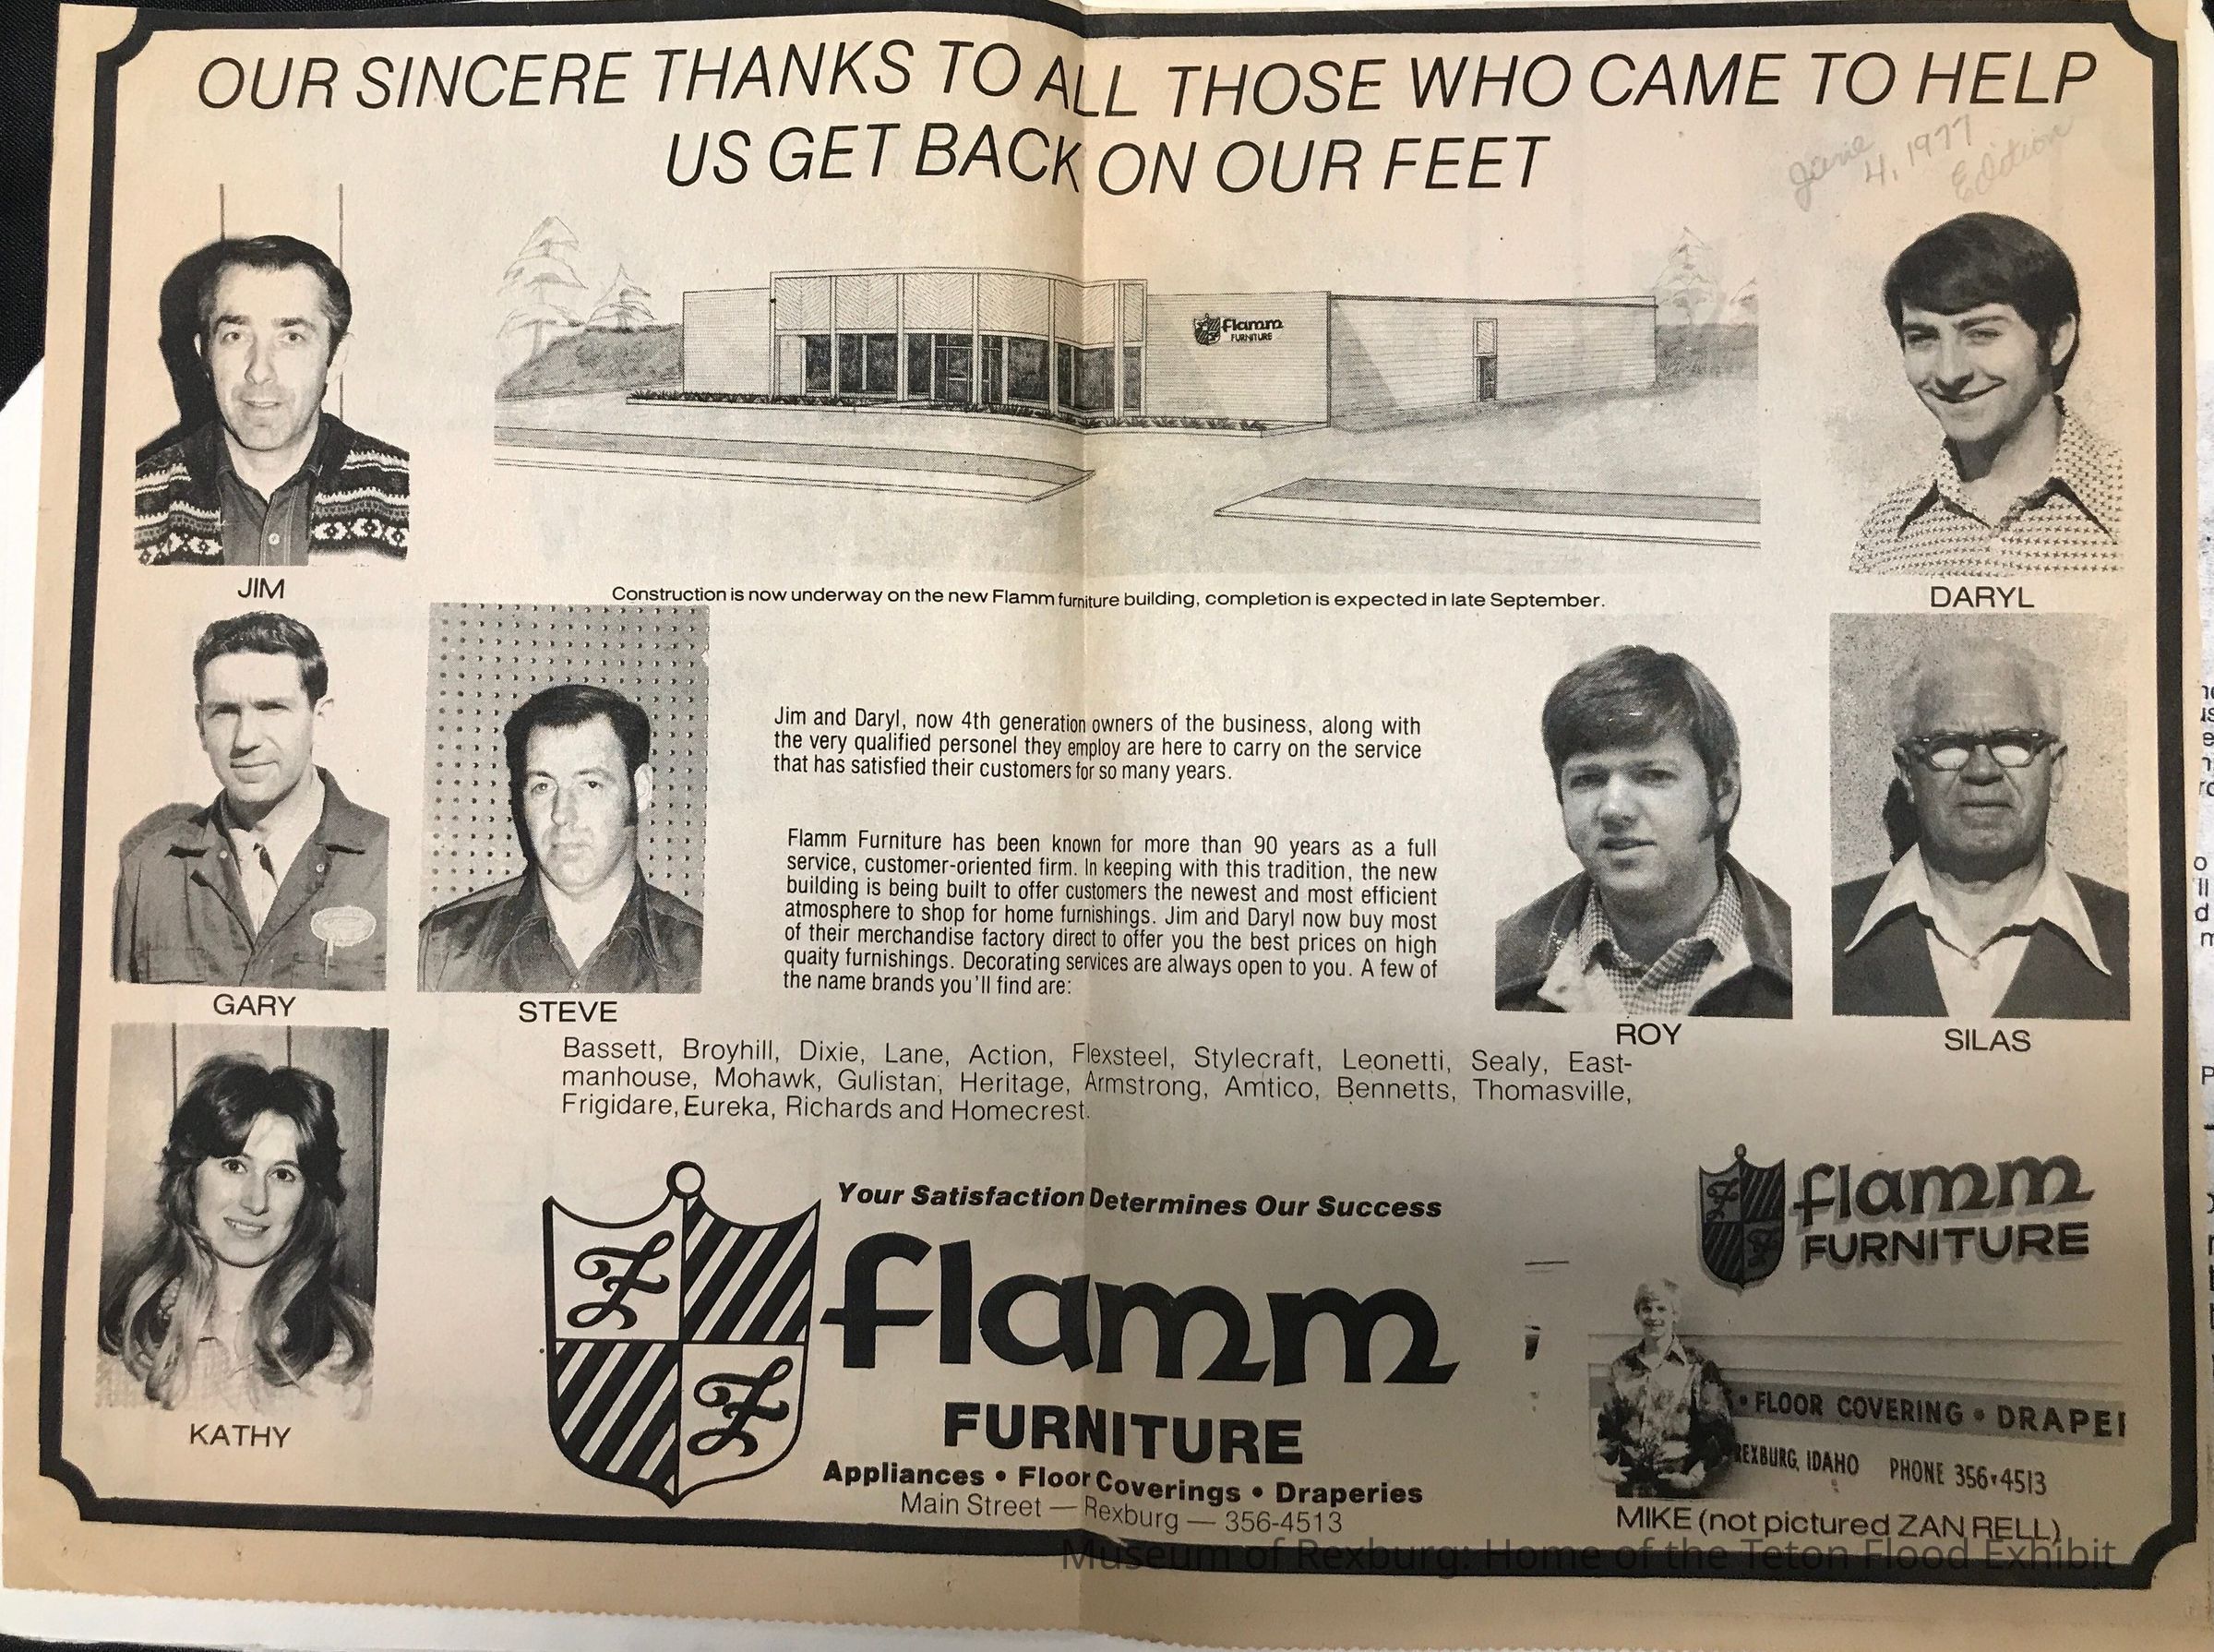 OUR SINCERE THANKS TO ALL THOSE WHO CAME TO HELP
US GET BACK ON OUR FEET
June
4, 1977
Edition
flamm
FURNITURE
JIM
DARYL
Construction is now underway on the new Flamm furniture building, completion is expected in late September.
Jim and Daryl, now 4th generation owners of the business, along with
the very qualified personel they employ are here to carry on the service
that has satisfied their customers for so many years.
Flamm Furniture has been known for more than 90 years as a full
service, customer-oriented firm. In keeping with this tradition, the new
building is being built to offer customers the newest and most efficient
atmosphere to shop for home furnishings. Jim and Daryl now buy most
of their merchandise factory direct to offer you the best prices on high
quaity furnishings. Decorating services are always open to you. A few of
the name brands you'll find are:
GARY
STEVE
ROY
SILAS
Bassett, Broyhill, Dixie, Lane, Action, Flexsteel, Stylecraft, Leonetti, Sealy, East-
manhouse, Mohawk, Gulistan, Heritage, Armstrong, Amtico, Bennetts, Thomasville,
Frigidare, Eureka, Richards and Homecrest.
KATHY
Your Satisfaction Determines Our Success
flamm
FURNITURE
Appliances • Floor Coverings • Draperies
Main Street — Rexburg — 356-4513
flamm
FURNITURE
• FLOOR COVERING • DRAPEI
REXBURG, IDAHO PHONE 356-4513
MIKE (not pictured ZAN RELL)
Museum of Rexburg: Home of the Teton Flood Exhibit